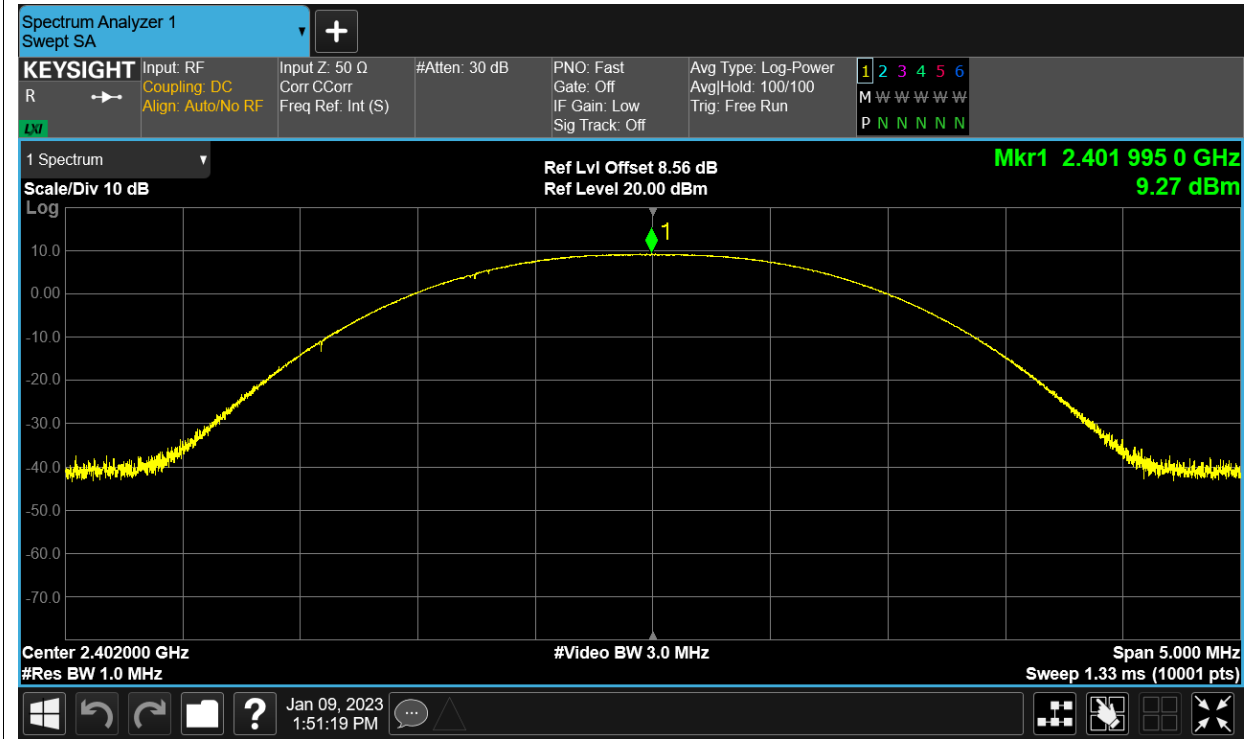 Spectrum Analyzer 1
Swept SA
KEYSIGHT
R
LXI
Input: RF
Coupling: DC
Align: Auto/No RF
Input Z: 50 Ω
Corr CCorr
Freq Ref: Int (S)
#Atten: 30 dB
PNO: Fast
Gate: Off
IF Gain: Low
Sig Track: Off
Avg Type: Log-Power
Avg|Hold: 100/100
Trig: Free Run
1 2 3 4 5 6
M W W W W W
P N N N N N
1 Spectrum
Scale/Div 10 dB
Log
Ref Lvl Offset 8.56 dB
Ref Level 20.00 dBm
Mkr1 2.401 995 0 GHz
9.27 dBm
1
10.0
0.00
-10.0
-20.0
-30.0
-40.0
-50.0
-60.0
-70.0
Center 2.402000 GHz
#Res BW 1.0 MHz
#Video BW 3.0 MHz
Span 5.000 MHz
Sweep 1.33 ms (10001 pts)
?
Jan 09, 2023
1:51:19 PM